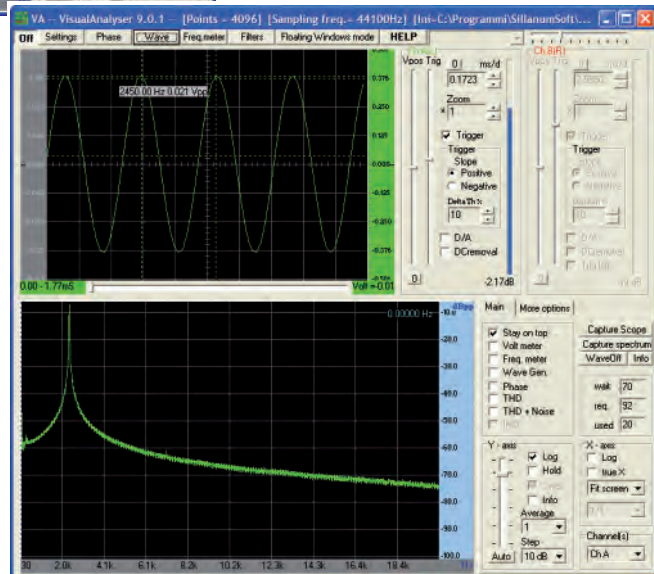 VA -- VisualAnalyser 9.0.1 -- [Points = 4096] [Sampling freq.= 44100Hz] [Ini=C:\Programmi\SillanumSoft\...
Off Settings Phase Wave Freq.meter Filters Floating Windows mode HELP
Ch B(R)
Vpos Trig 0 ms/d
0.1723
Zoom
× 1
Trigger
Trigger
Slope
Positive
Negative
Delta Th %
10
D/A
DCremoval
0
-2.17dB
Trigger
Trigger
Slope
10
D/A
DCremoval
0
2450.00 Hz 0.021 Vpp
0.375
0.250
0.125
0.000
-0.125
-0.250
-0.375
0.00 - 1.77mS
Volt =0.01
0.00000 Hz
-20.0
-30.0
-40.0
-50.0
-60.0
-70.0
-80.0
-90.0
-100.0
30 2.0k 4.1k 6.1k 8.2k 10.2k 12.3k 14.3k 16.4k 18.4k
Main More options
Stay on top
Volt meter
Freq. meter
Wave Gen.
Phase
THD
THD + Noise
Capture Scope
Capture spectrum
WaveOff Info
wait 70
req. 92
used 20
Y - axis
Log
Hold
Info
Average
1
Step
Auto 10 dB
X - axis
Log
true X
Fit screen
1/1
Channel(s)
Ch A